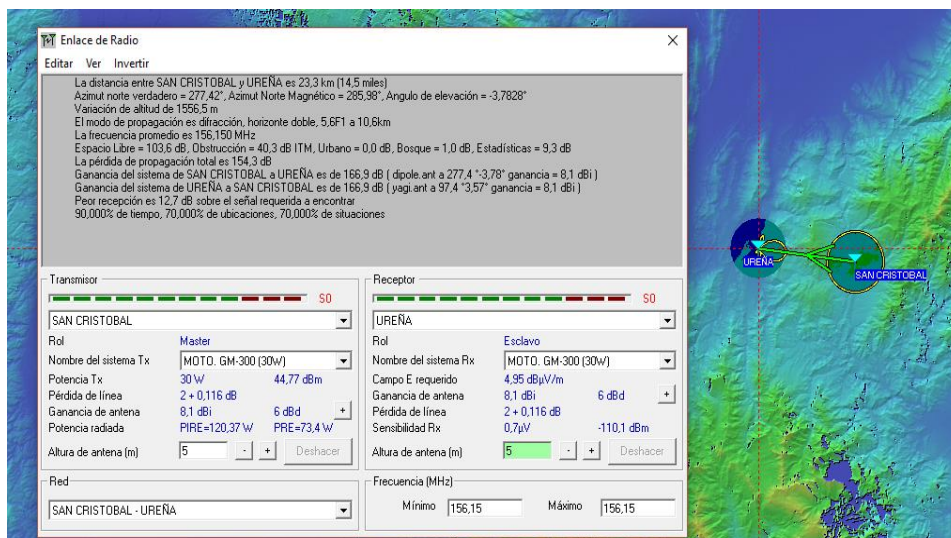 Enlace de Radio
Editar Ver Invertir
La distancia entre SAN CRISTOBAL y UREÑA es 23,3 km (14,5 miles)
Azimut norte verdadero = 277,42°, Azimut Norte Magnético = 285,98°, Angulo de elevación = -3,7828°
Variación de altitud de 1556,5 m
El modo de propagación es difracción, horizonte doble, 5,6F1 a 10,6km
La frecuencia promedio es 156,150 MHz
Espacio Libre = 103,6 dB, Obstrucción = 40,3 dB ITM, Urbano = 0,0 dB, Bosque = 1,0 dB, Estadísticas = 9,3 dB
La pérdida de propagación total es 154,3 dB
Ganancia del sistema de SAN CRISTOBAL a UREÑA es de 166,9 dB ( dipole.ant a 277,4 °-3,78° ganancia = 8,1 dBi )
Ganancia del sistema de UREÑA a SAN CRISTOBAL es de 166,9 dB ( yagi.ant a 97,4 °3,57° ganancia = 8,1 dBi )
Peor recepción es 12,7 dB sobre el señal requerida a encontrar
90,000% de tiempo, 70,000% de ubicaciones, 70,000% de situaciones
Transmisor
S0
SAN CRISTOBAL
Rol Master
Nombre del sistema Tx MOTO. GM-300 (30W)
Potencia Tx 30 W 44,77 dBm
Pérdida de línea 2 + 0,116 dB
Ganancia de antena 8,1 dBi 6 dBd +
Potencia radiada PIRE=120,37 W PRE=73,4 W
Altura de antena (m) 5 - + Deshacer
Red
SAN CRISTOBAL - UREÑA
Receptor
S0
UREÑA
Rol Esclavo
Nombre del sistema Rx MOTO. GM-300 (30W)
Campo E requerido 4,95 dBµV/m
Ganancia de antena 8,1 dBi 6 dBd +
Pérdida de línea 2 + 0,116 dB
Sensibilidad Rx 0,7µV -110,1 dBm
Altura de antena (m) 5 - + Deshacer
Frecuencia (MHz)
Mínimo 156,15 Máximo 156,15
UREÑA
SAN CRISTOBAL